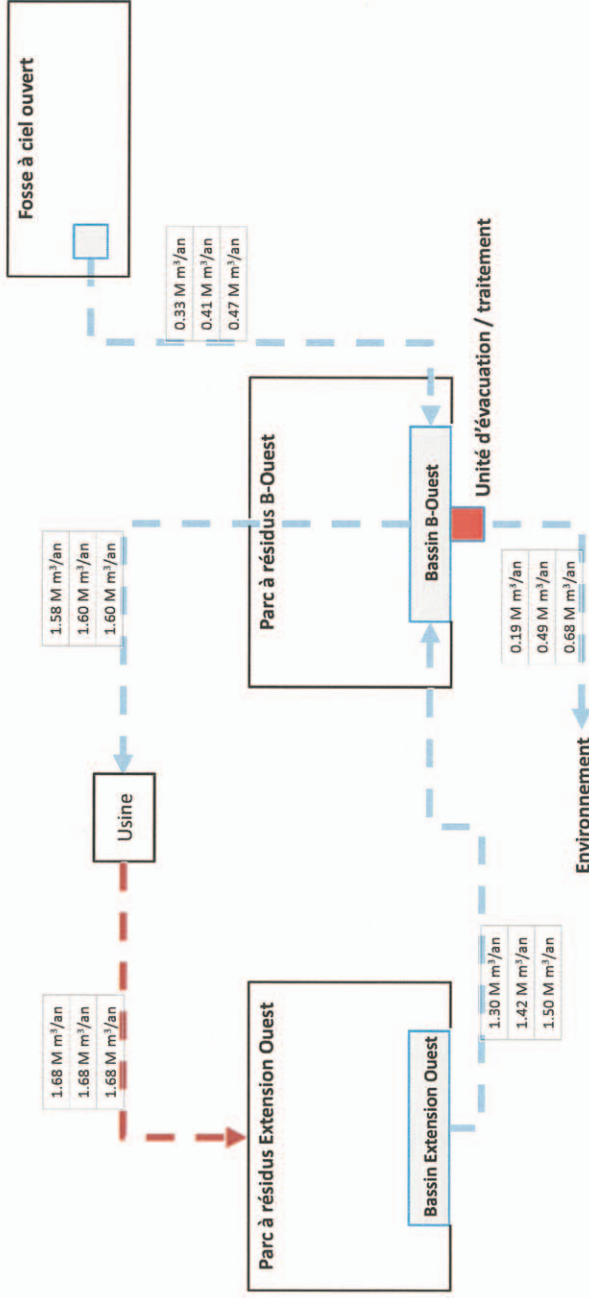 Fosse à ciel ouvert
0.33 M m³/an
0.41 M m³/an
0.47 M m³/an
1.58 M m³/an
1.60 M m³/an
1.60 M m³/an
Parc à résidus B-Ouest
Bassin B-Ouest
Unité d'évacuation / traitement
0.19 M m³/an
0.49 M m³/an
0.68 M m³/an
Environnement
Usine
1.68 M m³/an
1.68 M m³/an
1.68 M m³/an
Parc à résidus Extension Ouest
Bassin Extension Ouest
1.30 M m³/an
1.42 M m³/an
1.50 M m³/an